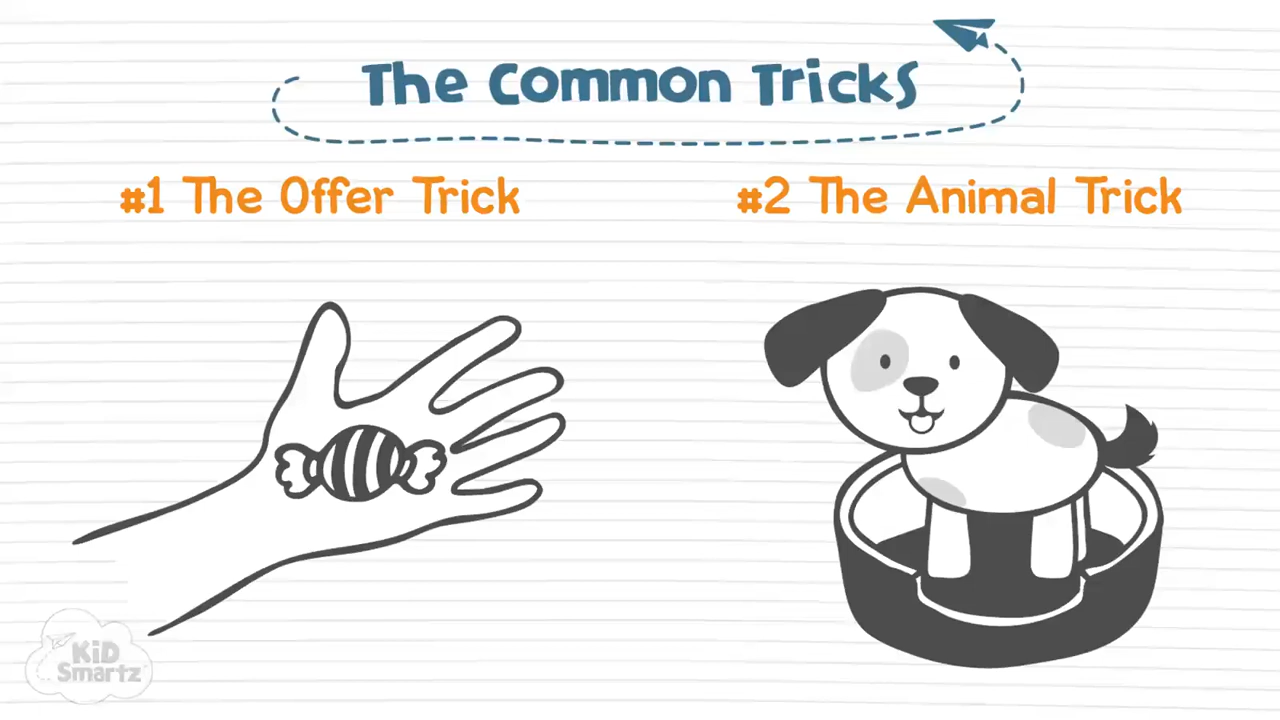 The Common Tricks
#1 The Offer Trick
#2 The Animal Trick
KiD
Smartz